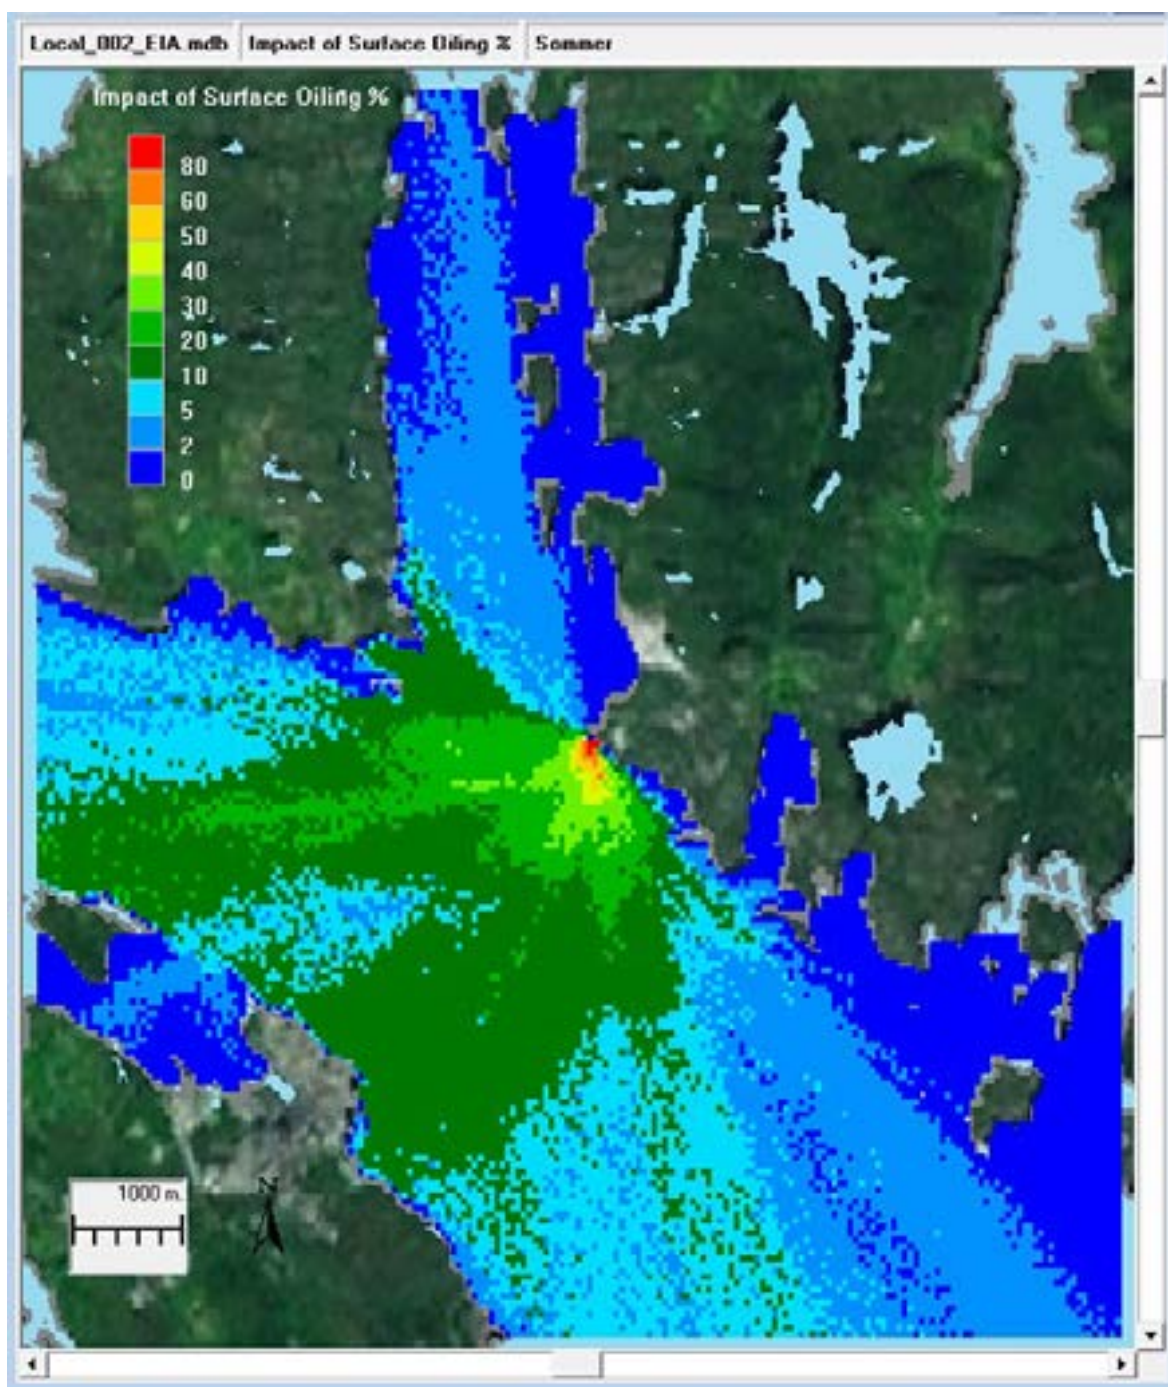 Local_002_EIA.mdb Impact of Surface Oiling % Sommer
Impact of Surface Oiling %
80
60
50
40
30
20
10
5
2
0
1000 m.
N